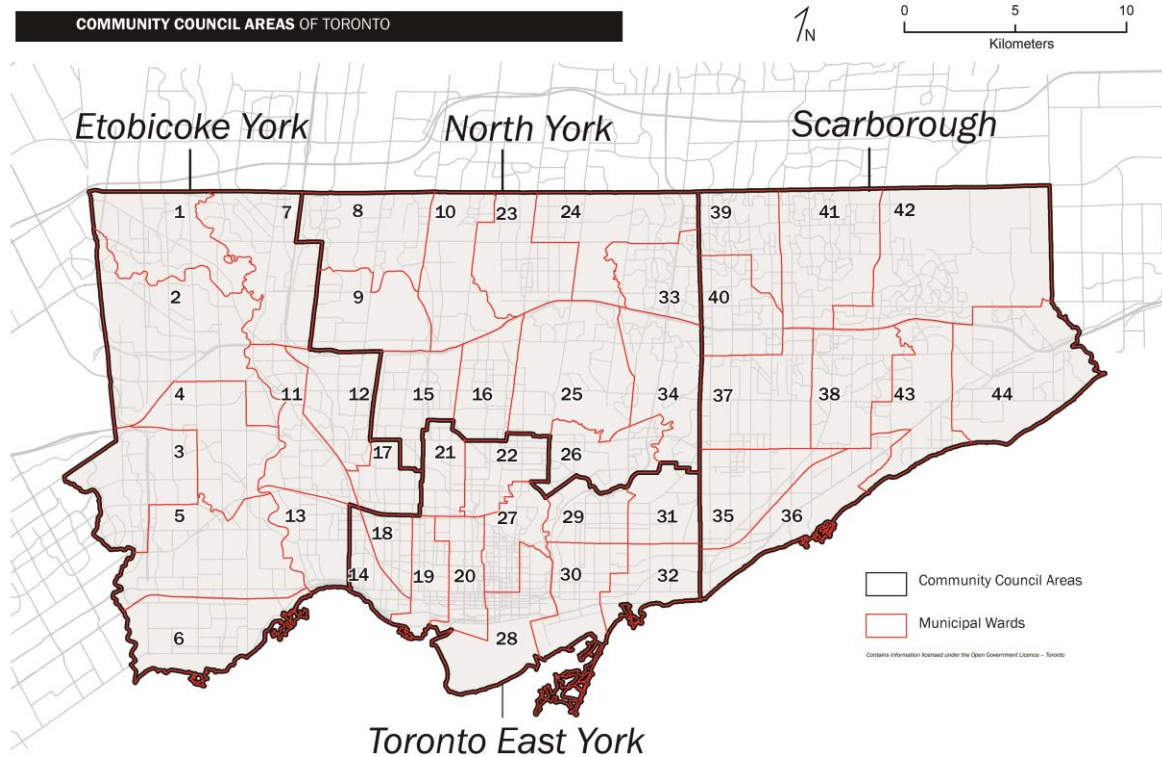 COMMUNITY COUNCIL AREAS OF TORONTO
N
0 5 10
Kilometers
Etobicoke York
North York
Scarborough
1 7 8 10 23 24 39 41 42
2 9 33 40
4 11 12 15 16 25 34 37 38 43 44
3 17 21 22 26
5 13 18 27 29 31 35 36
14 19 20 30 32
6 28
Community Council Areas
Municipal Wards
Contains information licensed under the Open Government Licence – Toronto
Toronto East York